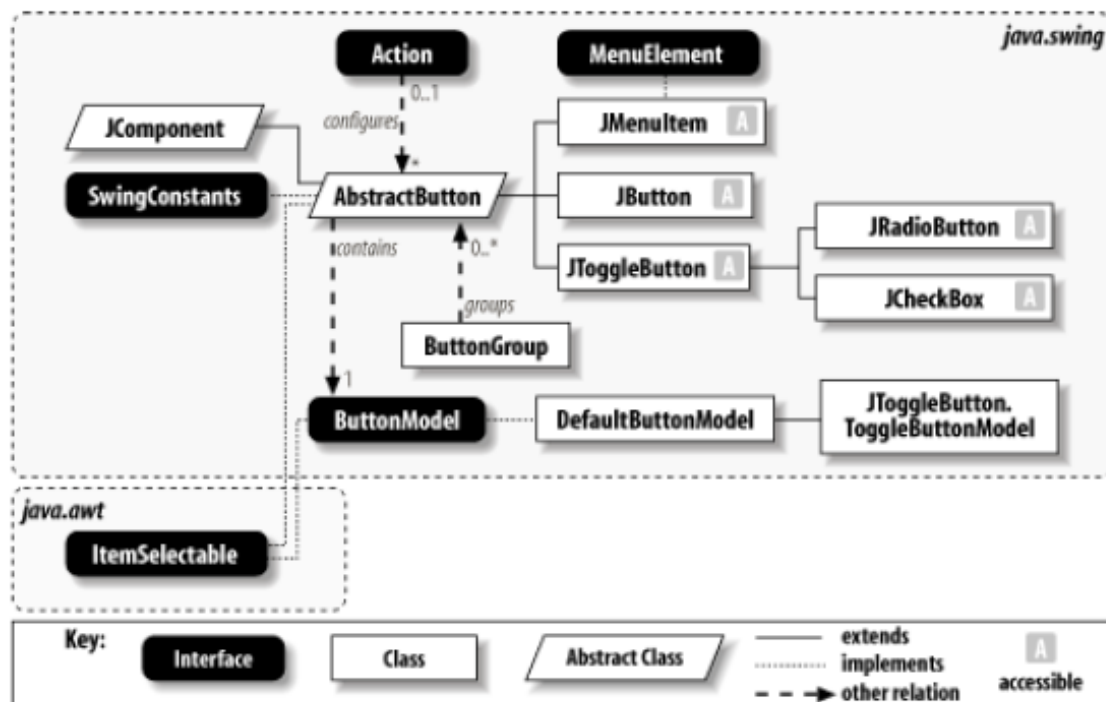 java.swing
Action
MenuElement
0..1
configures
*
JComponent
JMenuItem A
SwingConstants
AbstractButton
JButton A
contains
0..*
JToggleButton A
JRadioButton A
JCheckBox A
groups
ButtonGroup
1
ButtonModel
DefaultButtonModel
JToggleButton.
ToggleButtonModel
java.awt
ItemSelectable
Key:
Interface
Class
Abstract Class
extends
implements
other relation
A
accessible